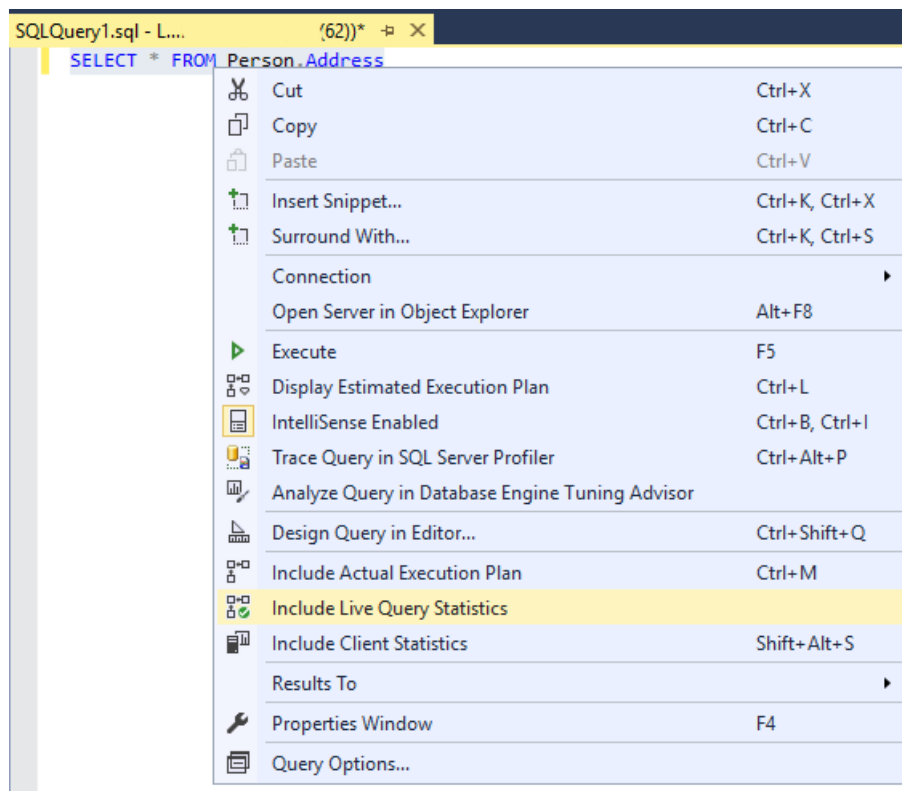 SQLQuery1.sql - L.... (62))*
SELECT * FROM Person.Address
Cut Ctrl+X
Copy Ctrl+C
Paste Ctrl+V
Insert Snippet... Ctrl+K, Ctrl+X
Surround With... Ctrl+K, Ctrl+S
Connection
Open Server in Object Explorer Alt+F8
Execute F5
Display Estimated Execution Plan Ctrl+L
IntelliSense Enabled Ctrl+B, Ctrl+I
Trace Query in SQL Server Profiler Ctrl+Alt+P
Analyze Query in Database Engine Tuning Advisor
Design Query in Editor... Ctrl+Shift+Q
Include Actual Execution Plan Ctrl+M
Include Live Query Statistics
Include Client Statistics Shift+Alt+S
Results To
Properties Window F4
Query Options...